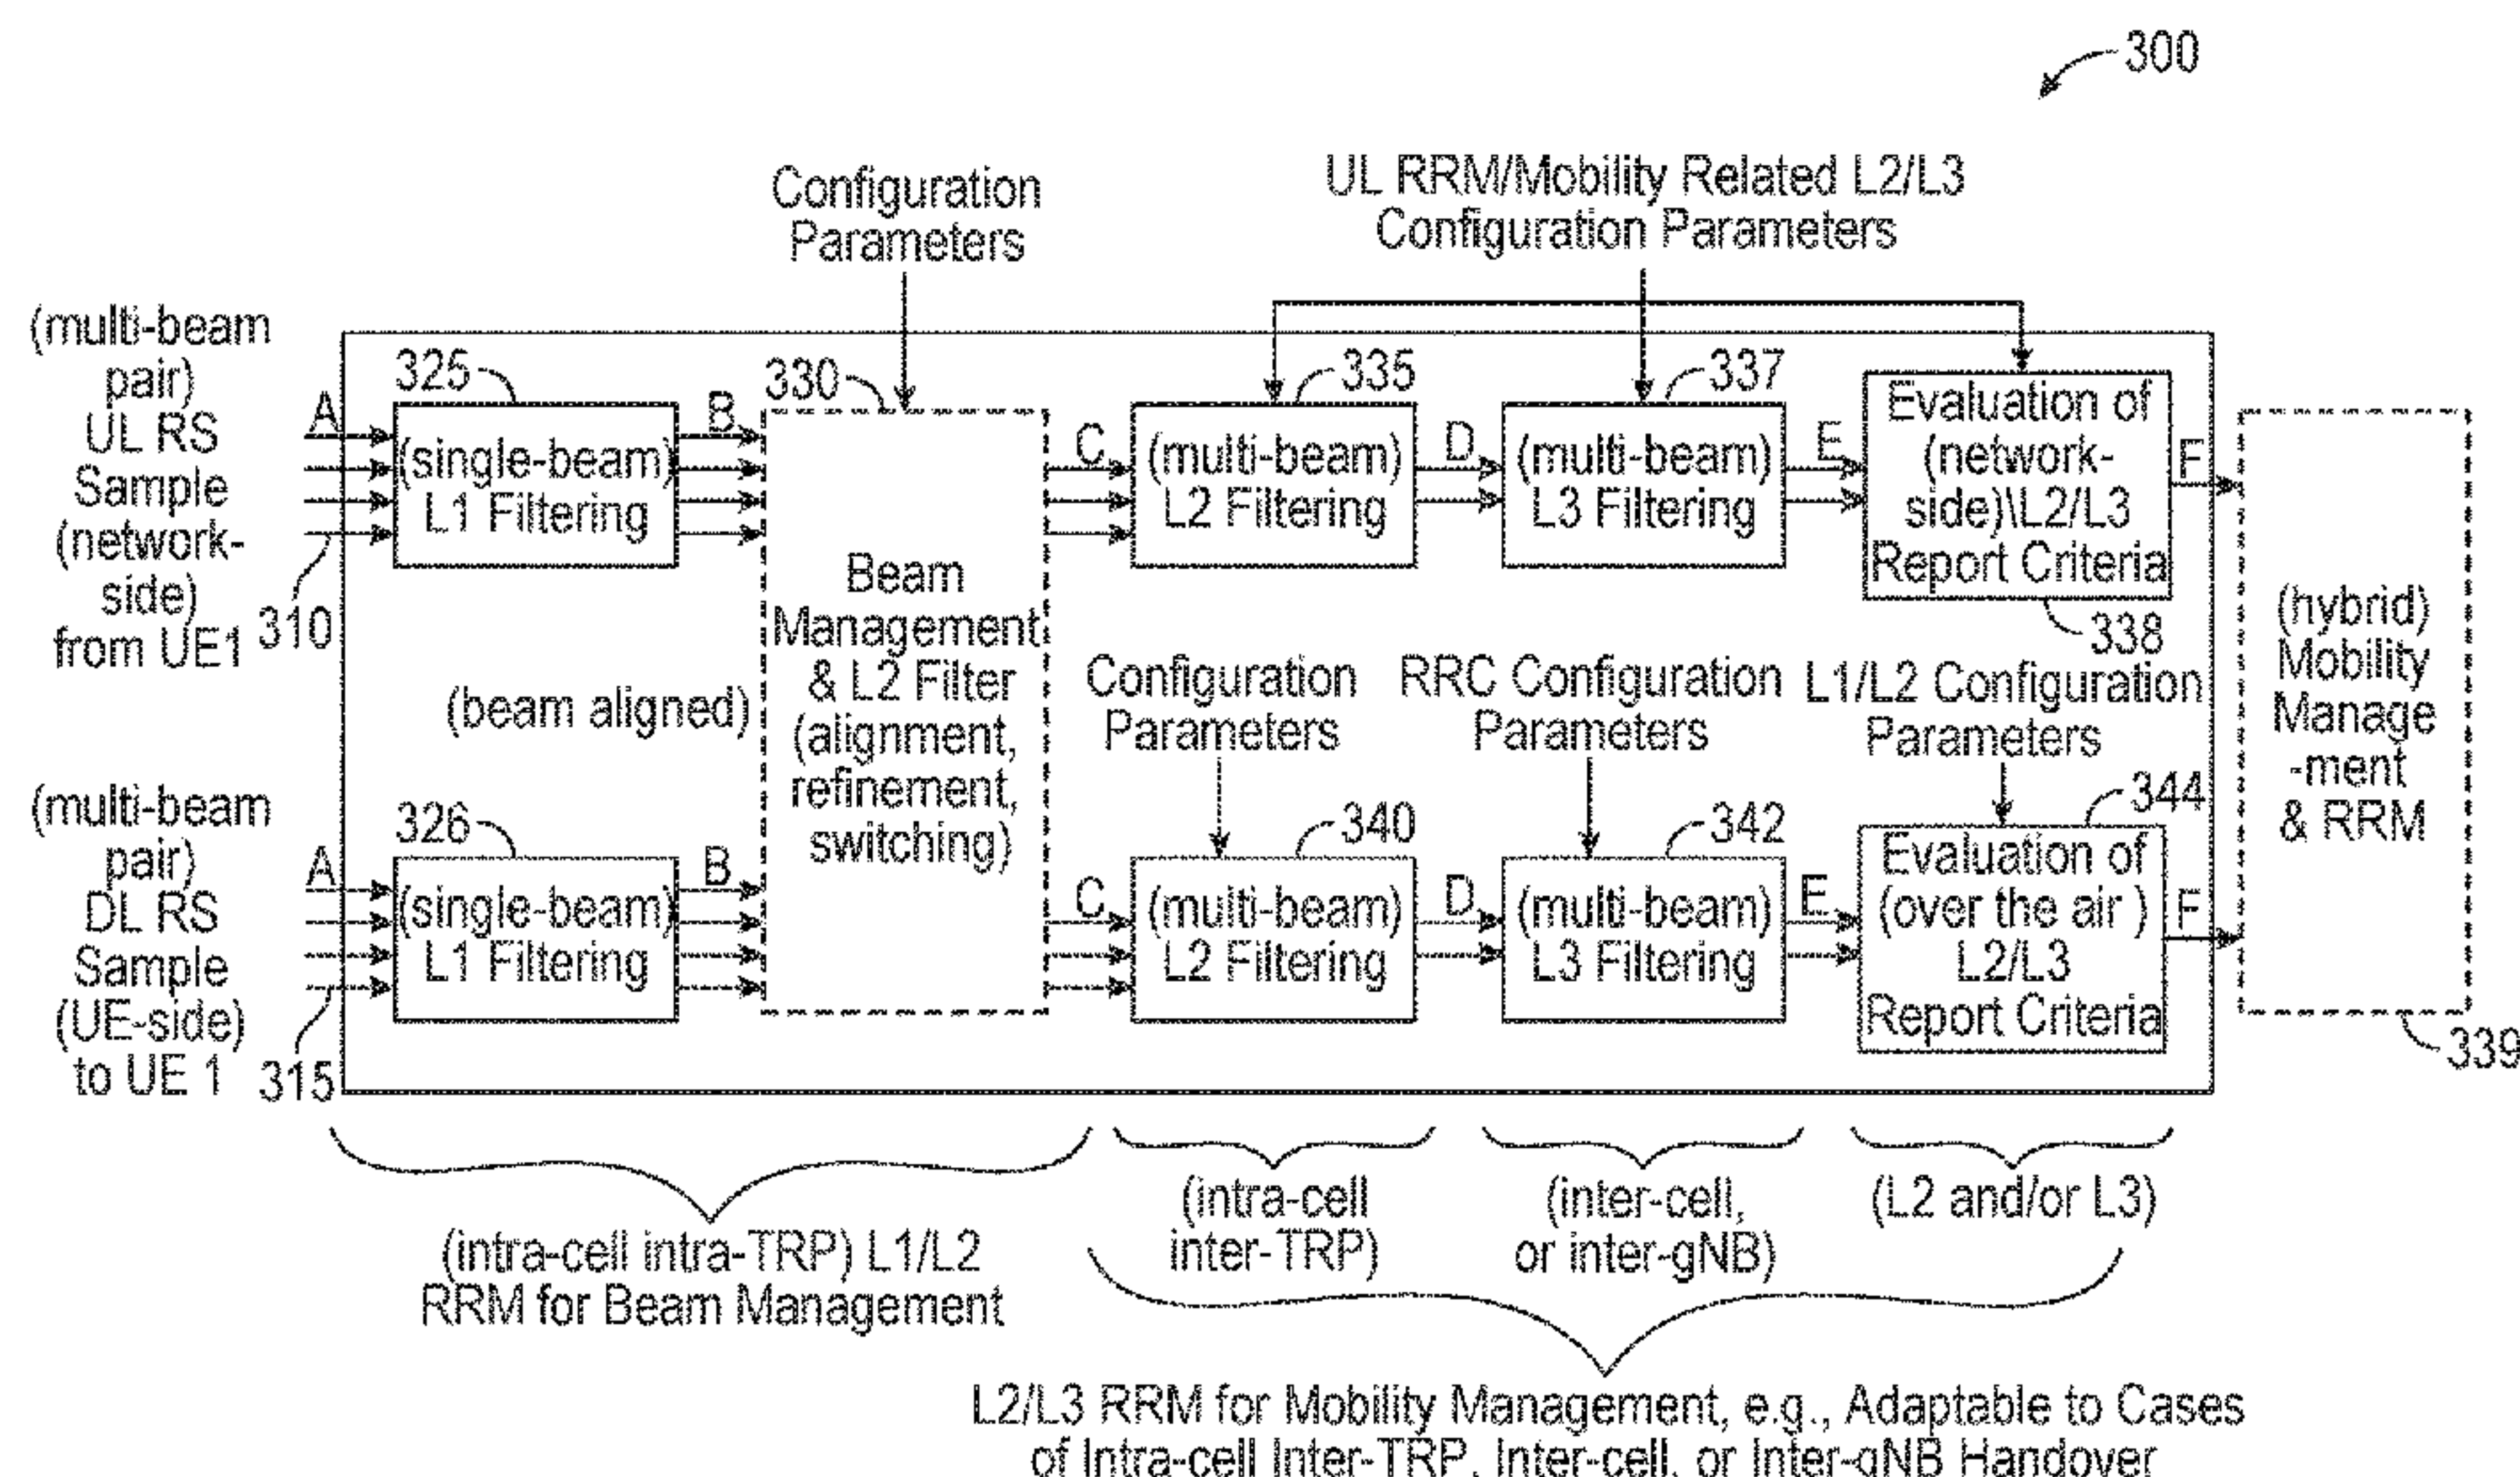 300
Configuration
Parameters
UL RRM/Mobility Related L2/L3
Configuration Parameters
(multi-beam
pair)
UL RS
Sample
(network-
side)
from UE1
310
A
325
(single-beam)
L1 Filtering
B
330
Beam
Management
& L2 Filter
(alignment,
refinement,
switching)
C
335
(multi-beam)
L2 Filtering
D
337
(multi-beam)
L3 Filtering
E
Evaluation of
(network-
side)\L2/L3
Report Criteria
338
F
(hybrid)
Mobility
Manage
-ment
& RRM
339
(beam aligned)
Configuration
Parameters
RRC Configuration
Parameters
L1/L2 Configuration
Parameters
(multi-beam
pair)
DL RS
Sample
(UE-side)
to UE 1
315
A
326
(single-beam)
L1 Filtering
B
C
340
(multi-beam)
L2 Filtering
D
342
(multi-beam)
L3 Filtering
E
344
Evaluation of
(over the air )
L2/L3
Report Criteria
F
(intra-cell intra-TRP) L1/L2
RRM for Beam Management
(intra-cell
inter-TRP)
(inter-cell,
or inter-gNB)
(L2 and/or L3)
L2/L3 RRM for Mobility Management, e.g., Adaptable to Cases
of Intra-cell Inter-TRP, Inter-cell, or Inter-gNB Handover